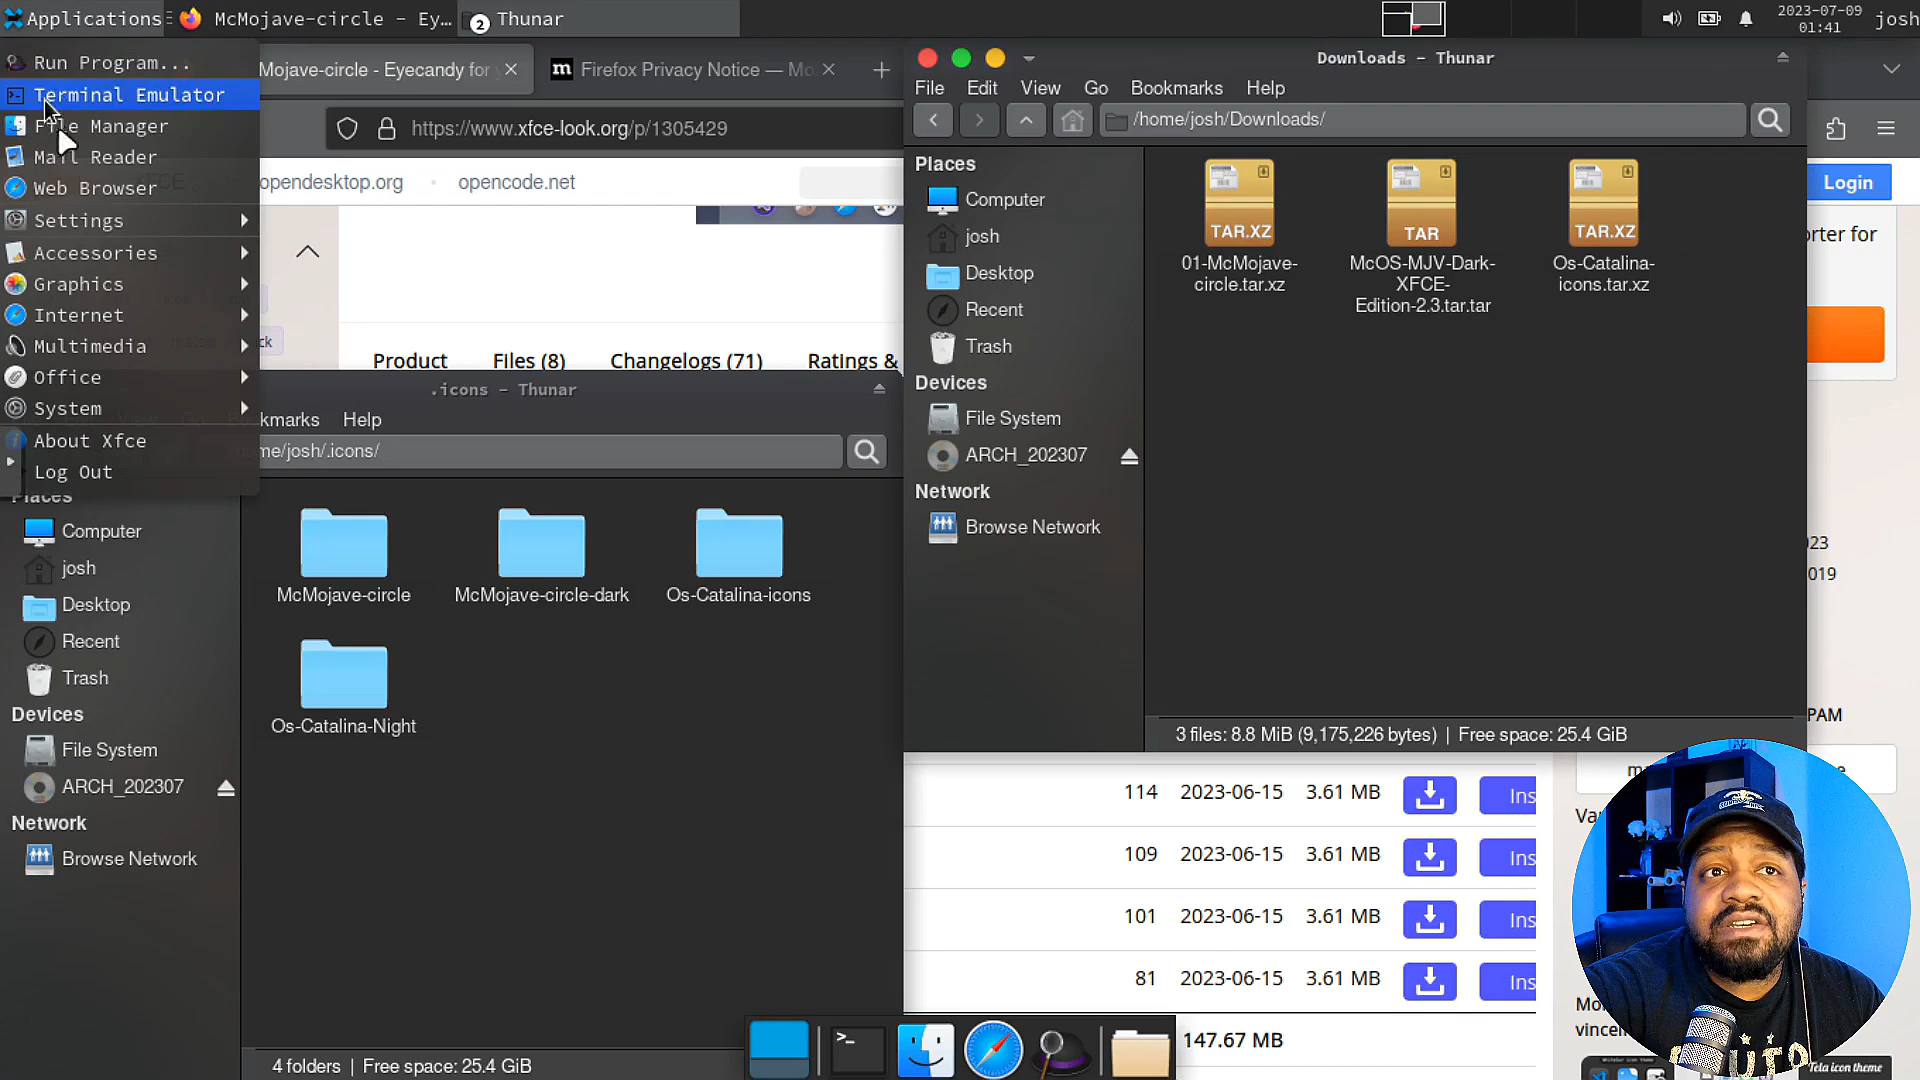 Applications
McMojave-circle - Ey...
2
Thunar
2023-07-09
01:41
josh
Run Program...
Terminal Emulator
File Manager
Mail Reader
Web Browser
Settings
Accessories
Graphics
Internet
Multimedia
Office
System
About Xfce
Log Out
Mojave-circle - Eyecandy for
m
Firefox Privacy Notice — Mo
https://www.xfce-look.org/p/1305429
opendesktop.org
opencode.net
Login
rter for
Product
Files (8)
Changelogs (71)
Ratings &
Downloads - Thunar
File
Edit
View
Go
Bookmarks
Help
/home/josh/Downloads/
Places
Computer
josh
Desktop
Recent
Trash
Devices
File System
ARCH_202307
Network
Browse Network
TAR.XZ
01-McMojave-
circle.tar.xz
TAR
McOS-MJV-Dark-
XFCE-
Edition-2.3.tar.tar
TAR.XZ
Os-Catalina-
icons.tar.xz
3 files: 8.8 MiB (9,175,226 bytes) | Free space: 25.4 GiB
.icons - Thunar
kmarks
Help
me/josh/.icons/
Places
Computer
josh
Desktop
Recent
Trash
Devices
File System
ARCH_202307
Network
Browse Network
McMojave-circle
McMojave-circle-dark
Os-Catalina-icons
Os-Catalina-Night
4 folders | Free space: 25.4 GiB
023
019
PAM
114 2023-06-15 3.61 MB Ins
109 2023-06-15 3.61 MB Ins
101 2023-06-15 3.61 MB Ins
81 2023-06-15 3.61 MB Ins
147.67 MB
Tela icon theme